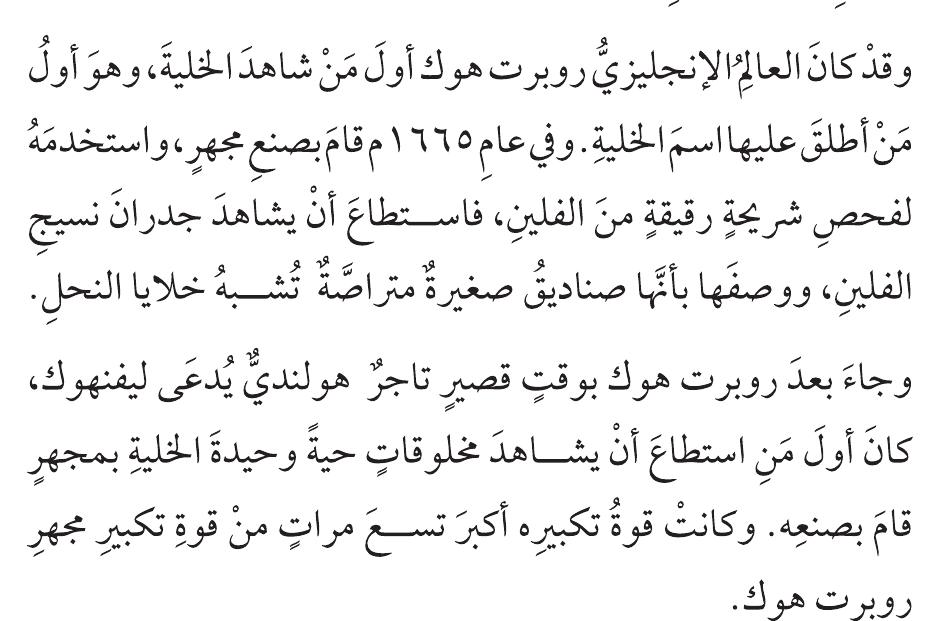 وقدْ كانَ العالِمُ الإنجليزيُّ روبرت هوك أولَ مَنْ شاهدَ الخليةَ، وهوَ أولُ
مَنْ أطلقَ عليها اسمَ الخليةِ. وفي عامِ ١٦٦٥ م قامَ بصنعِ مجهرٍ، واستخدمَهُ
لفحصِ شريحةٍ رقيقةٍ منَ الفلينِ، فاستطاعَ أنْ يشاهدَ جدرانَ نسيجِ
الفلينِ، ووصفَها بأنَّها صناديقُ صغيرةٌ متراصَّةٌ تُشبهُ خلايا النحلِ.
وجاءَ بعدَ روبرت هوك بوقتٍ قصيرٍ تاجرٌ هولنديٌّ يُدعَى ليفنهوك،
كانَ أولَ مَنِ استطاعَ أنْ يشاهدَ مخلوقاتٍ حيةً وحيدةَ الخليةِ بمجهرٍ
قامَ بصنعِه. وكانتْ قوةُ تكبيرِه أكبرَ تسعَ مراتٍ منْ قوةِ تكبيرِ مجهرِ
روبرت هوك.